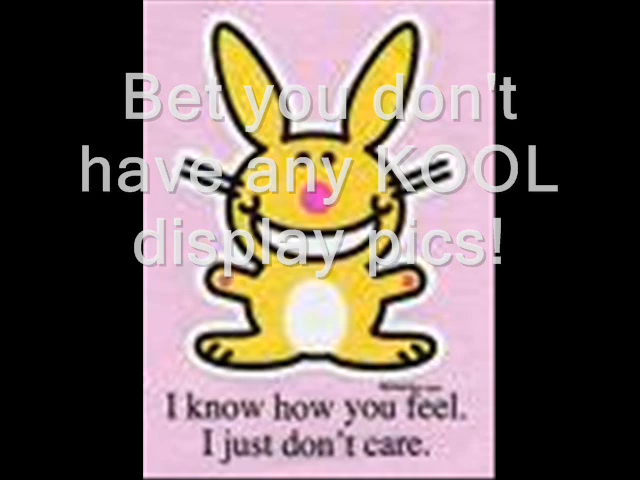 Bet you don't
have any KOOL
display pics!
I know how you feel.
I just don't care.